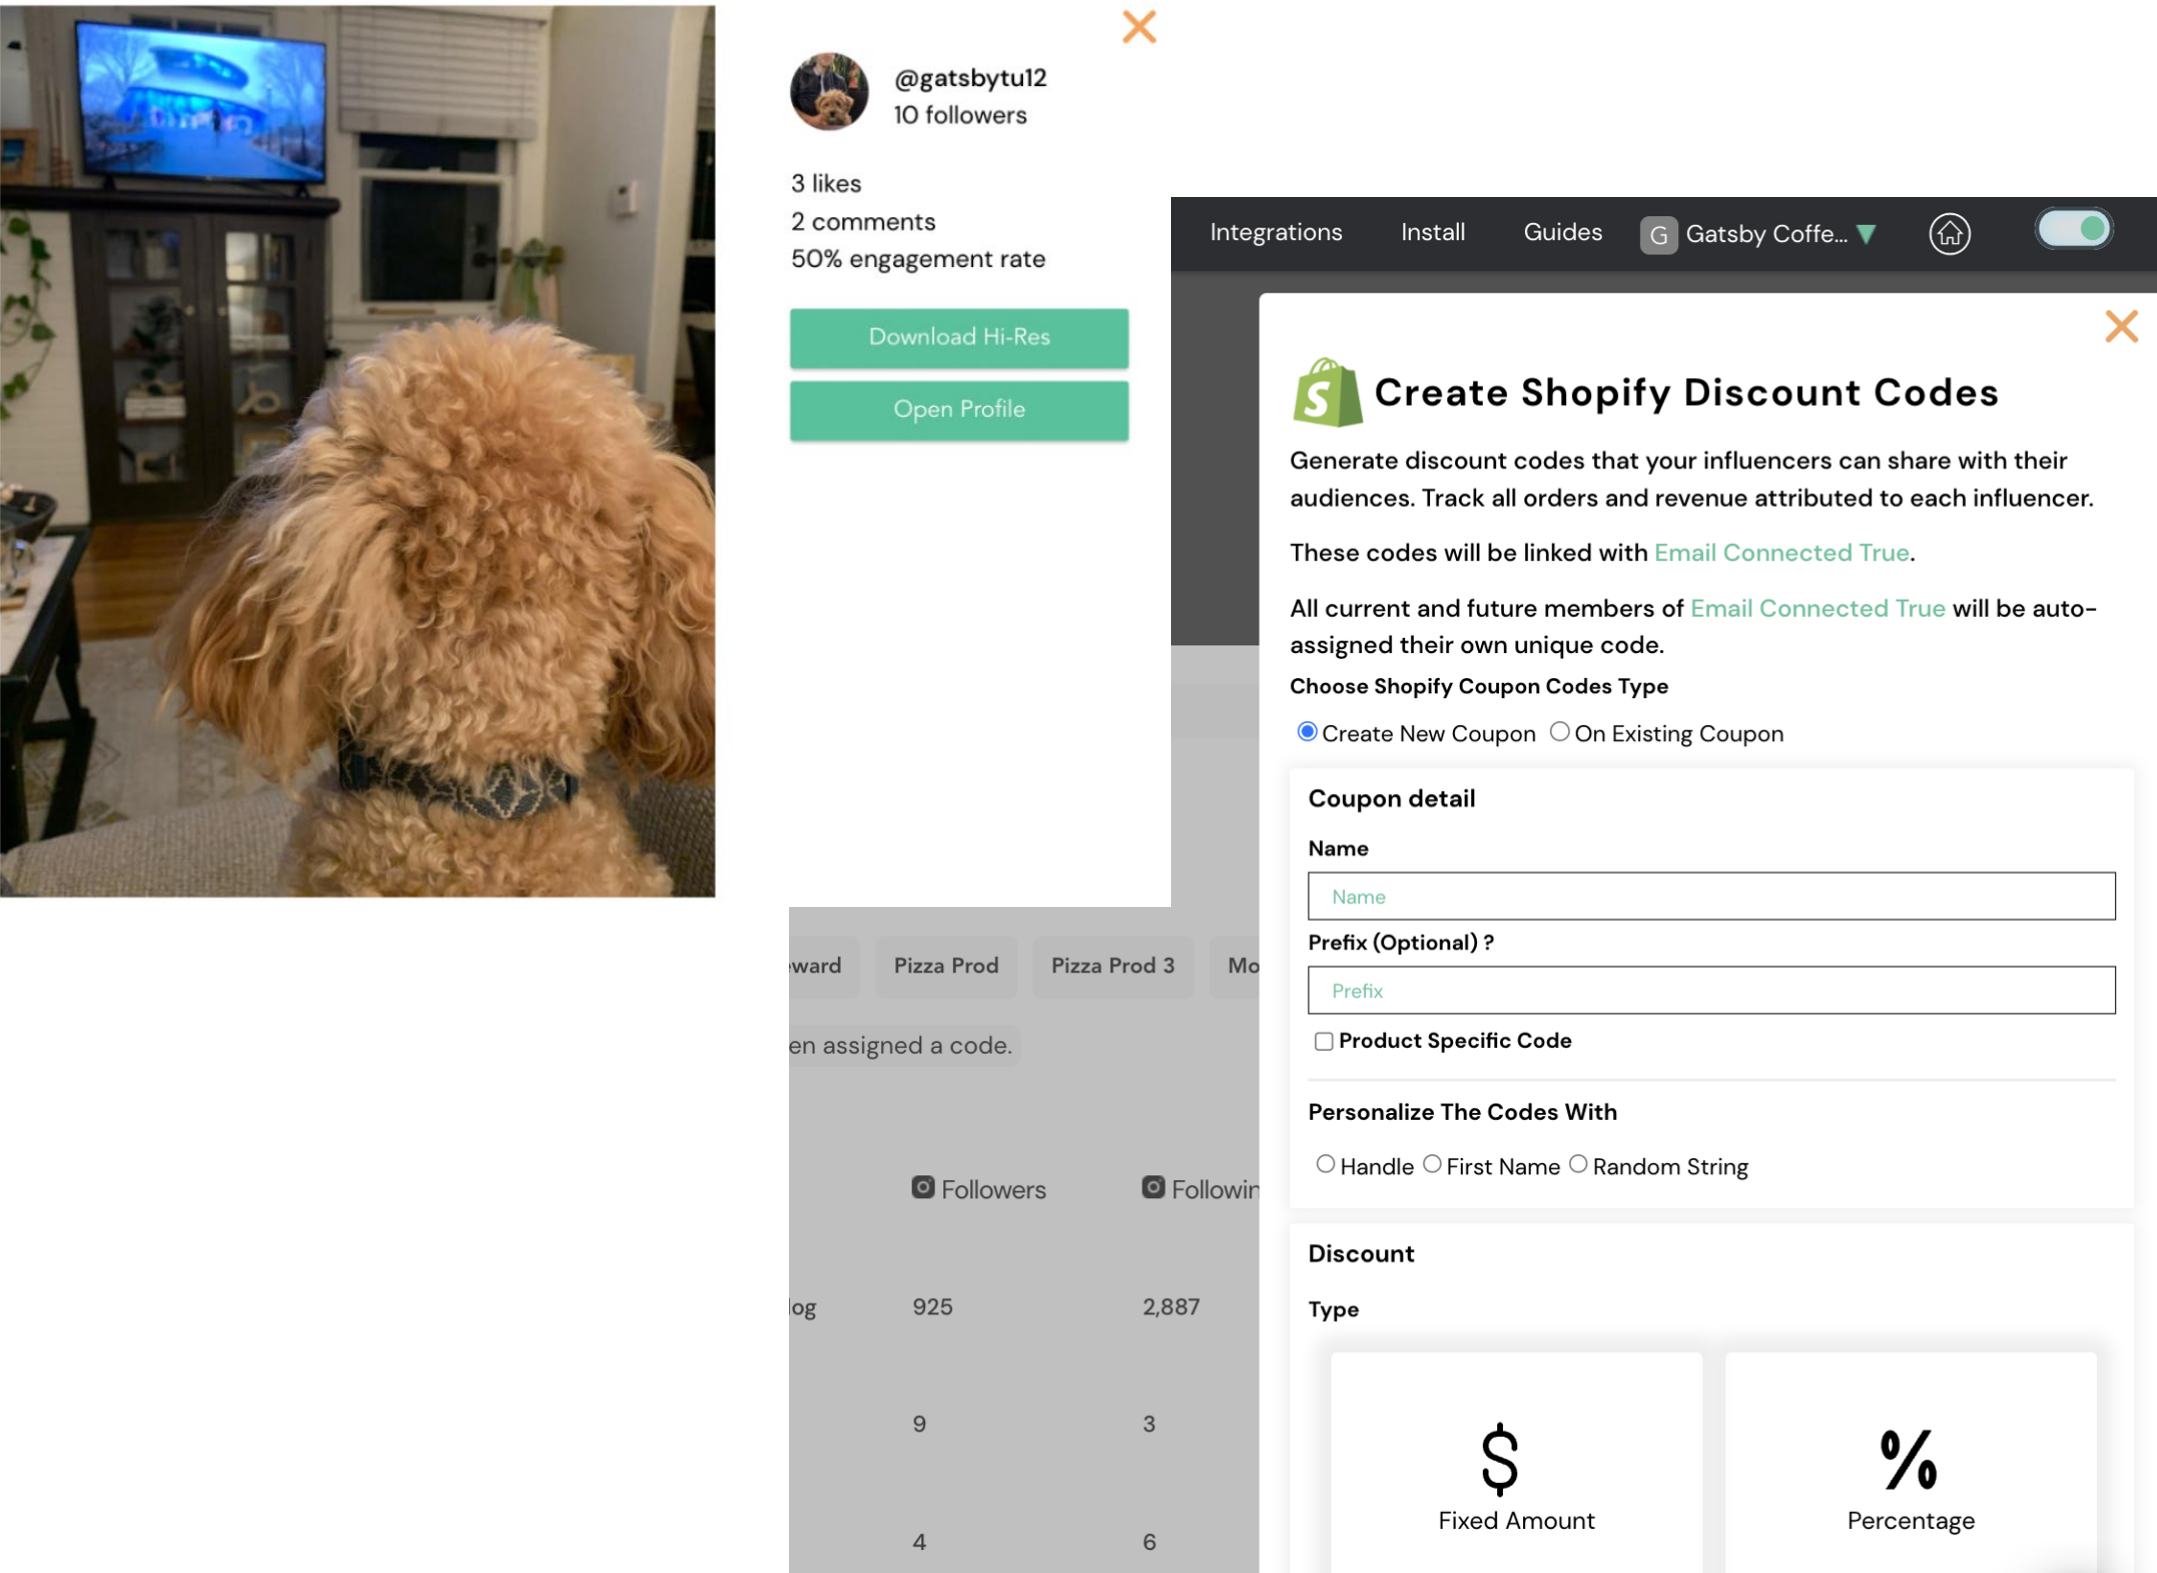 @gatsbytu12
10 followers
3 likes
2 comments
50% engagement rate
Download Hi-Res
Open Profile
Integrations
Install
Guides
G
Gatsby Coffe...
S
Create Shopify Discount Codes
Generate discount codes that your influencers can share with their
audiences. Track all orders and revenue attributed to each influencer.
These codes will be linked with Email Connected True.
All current and future members of Email Connected True will be auto-
assigned their own unique code.
Choose Shopify Coupon Codes Type
Create New Coupon
On Existing Coupon
Coupon detail
Name
Name
Prefix (Optional) ?
Prefix
Product Specific Code
Personalize The Codes With
Handle
First Name
Random String
Discount
Type
$
Fixed Amount
%
Percentage
Pizza Prod
Pizza Prod 3
assigned a code.
Followers
925
2,887
9
3
4
6